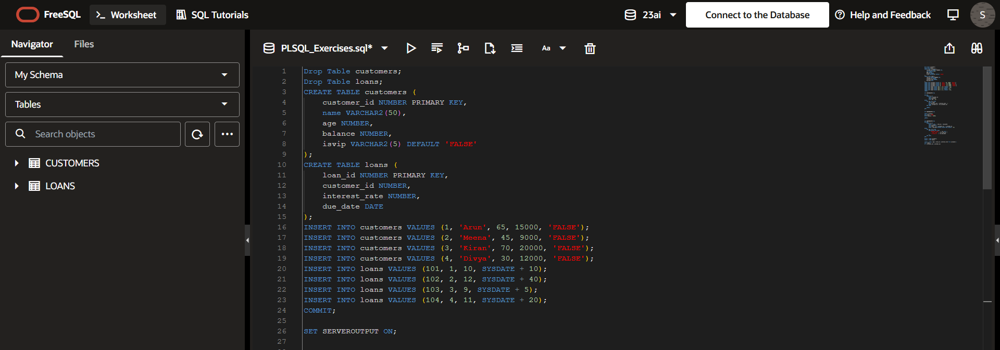 FreeSQL
Worksheet
SQL Tutorials
23ai
Connect to the Database
Help and Feedback
S
Navigator
Files
My Schema
Tables
Search objects
CUSTOMERS
LOANS
PLSQL_Exercises.sql*
Aa
1 Drop Table customers;
2 Drop Table loans;
3 CREATE TABLE customers (
4 customer_id NUMBER PRIMARY KEY,
5 name VARCHAR2(50),
6 age NUMBER,
7 balance NUMBER,
8 isvip VARCHAR2(5) DEFAULT 'FALSE'
9 );
10 CREATE TABLE loans (
11 loan_id NUMBER PRIMARY KEY,
12 customer_id NUMBER,
13 interest_rate NUMBER,
14 due_date DATE
15 );
16 INSERT INTO customers VALUES (1, 'Arun', 65, 15000, 'FALSE');
17 INSERT INTO customers VALUES (2, 'Meena', 45, 9000, 'FALSE');
18 INSERT INTO customers VALUES (3, 'Kiran', 70, 20000, 'FALSE');
19 INSERT INTO customers VALUES (4, 'Divya', 30, 12000, 'FALSE');
20 INSERT INTO loans VALUES (101, 1, 10, SYSDATE + 10);
21 INSERT INTO loans VALUES (102, 2, 12, SYSDATE + 40);
22 INSERT INTO loans VALUES (103, 3, 9, SYSDATE + 5);
23 INSERT INTO loans VALUES (104, 4, 11, SYSDATE + 20);
24 COMMIT;
25
26 SET SERVEROUTPUT ON;
27